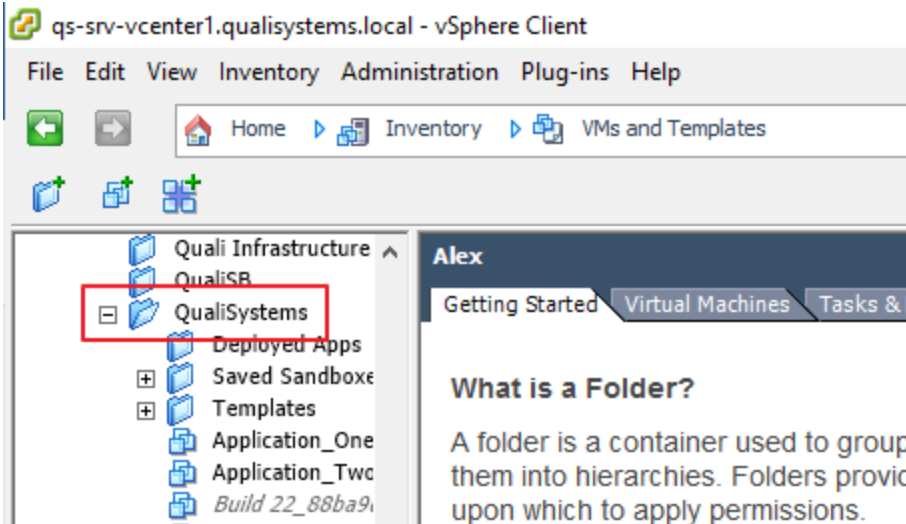 qs-srv-vcenter1.qualisystems.local - vSphere Client
File Edit View Inventory Administration Plug-ins Help
Home Inventory VMs and Templates
Quali Infrastructure
QualiSB
QualiSystems
Deployed Apps
Saved Sandboxe
Templates
Application_One
Application_Two
Build 22_88ba9
Alex
Getting Started Virtual Machines Tasks &
What is a Folder?
A folder is a container used to group
them into hierarchies. Folders provid
upon which to apply permissions.